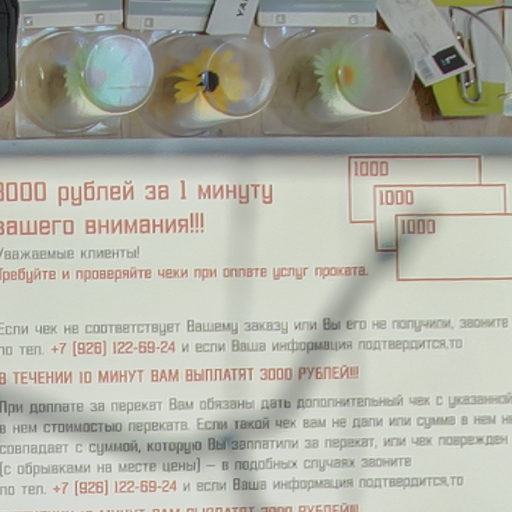 3000 рублей за 1 минуту
вашего внимания!!!
1000
1000
1000
Уважаемые клиенты!
Требуйте и проверяйте чеки при оплате услуг проката.
Если чек не соответствует Вашему заказу или Вы его не получили, звоните
по тел. +7 (926) 122-69-24 и если Ваша информация подтвердится,то
В ТЕЧЕНИИ 10 МИНУТ ВАМ ВЫПЛАТЯТ 3000 РУБЛЕЙ!!!
При доплате за перекат Вам обязаны дать дополнительный чек с указанной
в нем стоимостью переката. Если такой чек вам не дали или сумма в нем не
совпадает с суммой, которую Вы заплатили за перекат, или чек поврежден
(с обрывками на месте цены) – в подобных случаях звоните
по тел. +7 (926) 122-69-24 и если Ваша информация подтвердится,то